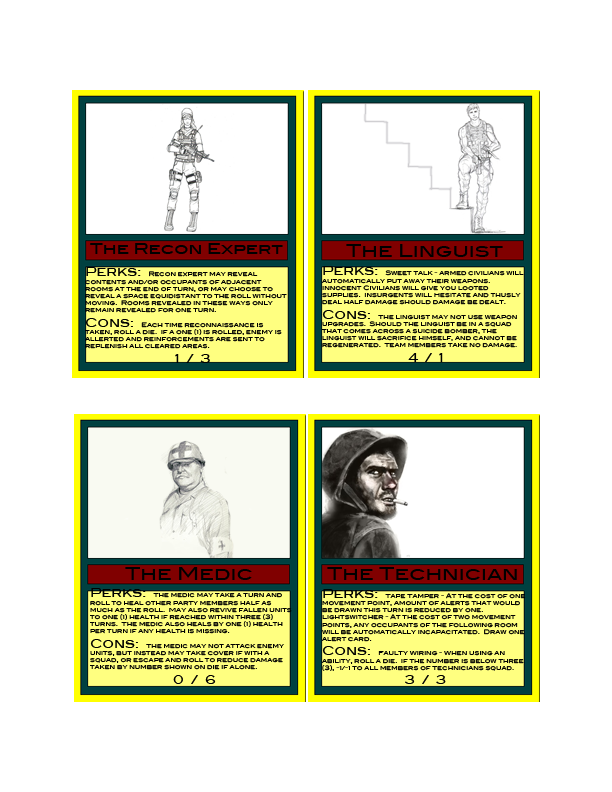 The Recon Expert
Perks: Recon expert may reveal
contents and/or occupants of adjacent
rooms at the end of turn, or may choose to
reveal a space equidistant to the roll without
moving. Rooms revealed in these ways only
remain revealed for one turn.
Cons: Each time reconnaissance is
taken, roll a die. If a one (1) is rolled, enemy is
allerted and reinforcements are sent to
replenish all cleared areas.
1 / 3
The Linguist
Perks: Sweet talk - armed civilians will
automatically put away their weapons.
Innocent civilians will give you looted
supplies. Insurgents will hesitate and thusly
deal half damage should damage be dealt.
Cons: The linguist may not use weapon
upgrades. Should the linguist be in a squad
that comes across a suicide bomber, the
linguist will sacrifice himself, and cannot be
regenerated. Team members take no damage.
4 / 1
The Medic
Perks: The medic may take a turn and
roll to heal other party members half as
much as the roll. May also revive fallen units
to one (1) health if reached within three (3)
turns. The medic also heals by one (1) health
per turn if any health is missing.
Cons: The medic may not attack enemy
units, but instead may take cover if with a
squad, or escape and roll to reduce damage
taken by number shown on die if alone.
0 / 6
The Technician
Perks: Tape tamper - At the cost of one
movement point, amount of alerts that would
be drawn this turn is reduced by one.
Lightswitcher - At the cost of two movement
points, any occupants of the following room
will be automatically incapacitated. Draw one
alert card.
Cons: Faulty wiring - When using an
ability, roll a die. If the number is below three
(3), -1/-1 to all members of technicians squad.
3 / 3